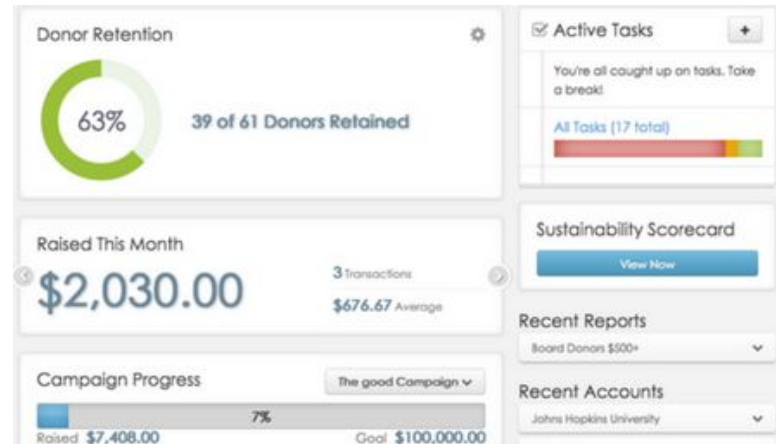 Donor Retention
63%
39 of 61 Donors Retained
Raised This Month
$2,030.00
3 Transactions
$676.67 Average
Campaign Progress
The good Campaign
7%
Raised $7,408.00
Goal $100,000.00
Active Tasks
+
You're all caught up on tasks. Take
a break!
All Tasks (17 total)
Sustainability Scorecard
View Now
Recent Reports
Board Donors $500+
Recent Accounts
Johns Hopkins University